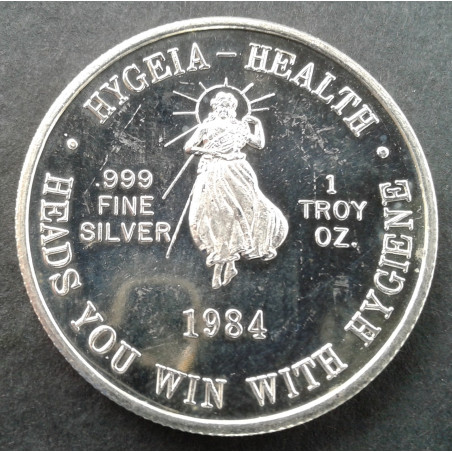 · HYGEIA – HEALTH ·
.999
FINE
SILVER
1
TROY
OZ.
1984
HEADS YOU WIN WITH HYGIENE